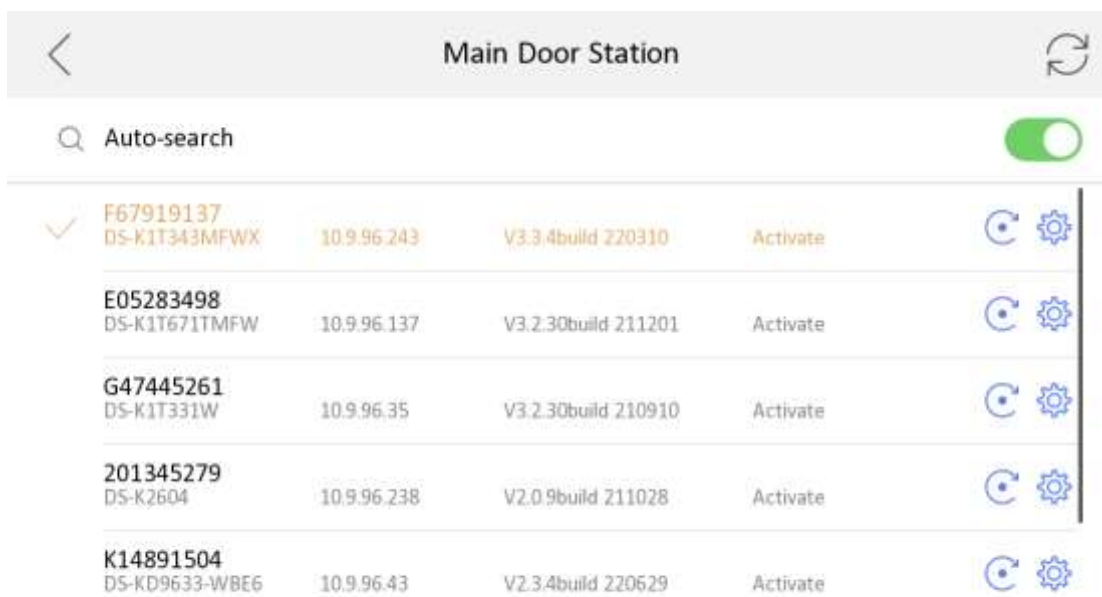 Main Door Station
Auto-search
F67919137
DS-K1T343MFWX 10.9.96.243 V3.3.4build 220310 Activate
E05283498
DS-K1T671TMFW 10.9.96.137 V3.2.30build 211201 Activate
G47445261
DS-K1T331W 10.9.96.35 V3.2.30build 210910 Activate
201345279
DS-K2604 10.9.96.238 V2.0.9build 211028 Activate
K14891504
DS-KD9633-WBE6 10.9.96.43 V2.3.4build 220629 Activate